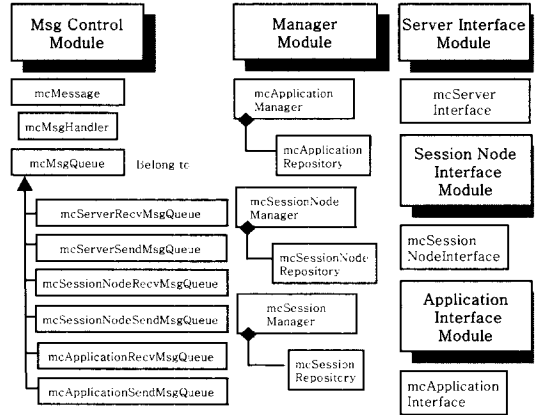 Msg Control
Module
mcMessage
mcMsgHandler
mcMsgQueue
Belong to
mcServerRecvMsgQueue
mcServerSendMsgQueue
mcSessionNodeRecvMsgQueue
mcSessionNodeSendMsgQueue
mcApplicationRecvMsgQueue
mcApplicationSendMsgQueue
Manager
Module
mcApplication
Manager
mcApplication
Repository
mcSessionNode
Manager
mcSessionNode
Repository
mcSession
Manager
mcSession
Repository
Server Interface
Module
mcServer
Interface
Session Node
Interface
Module
mcSession
NodeInterface
Application
Interface
Module
mcApplication
Interface